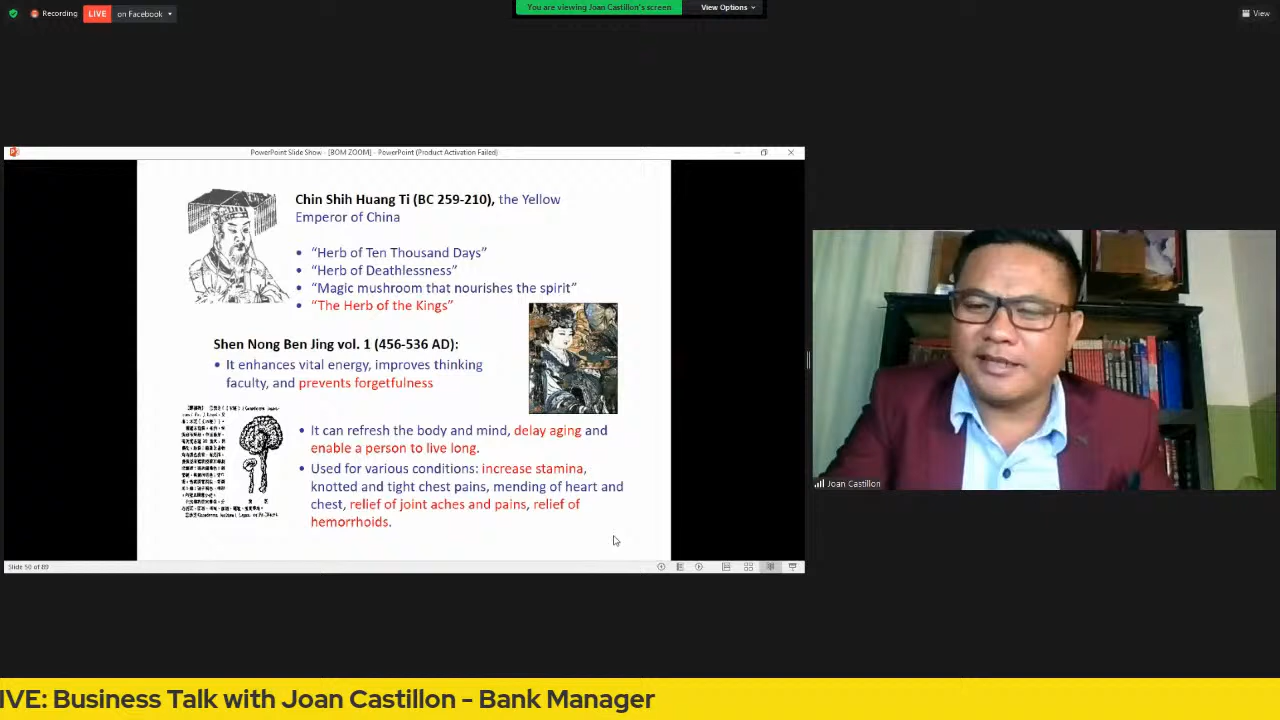 Recording
LIVE
on Facebook
You are viewing Joan Castillon's screen
View Options
View
PowerPoint Slide Show - [BOM ZOOM] - PowerPoint (Product Activation Failed)
Chin Shih Huang Ti (BC 259-210), the Yellow
Emperor of China
• “Herb of Ten Thousand Days”
• “Herb of Deathlessness”
• “Magic mushroom that nourishes the spirit”
• “The Herb of the Kings”
Shen Nong Ben Jing vol. 1 (456-536 AD):
• It enhances vital energy, improves thinking
faculty, and prevents forgetfulness
• It can refresh the body and mind, delay aging and
enable a person to live long.
• Used for various conditions: increase stamina,
knotted and tight chest pains, mending of heart and
chest, relief of joint aches and pains, relief of
hemorrhoids.
Slide 50 of 89
Joan Castillon
IVE: Business Talk with Joan Castillon - Bank Manager